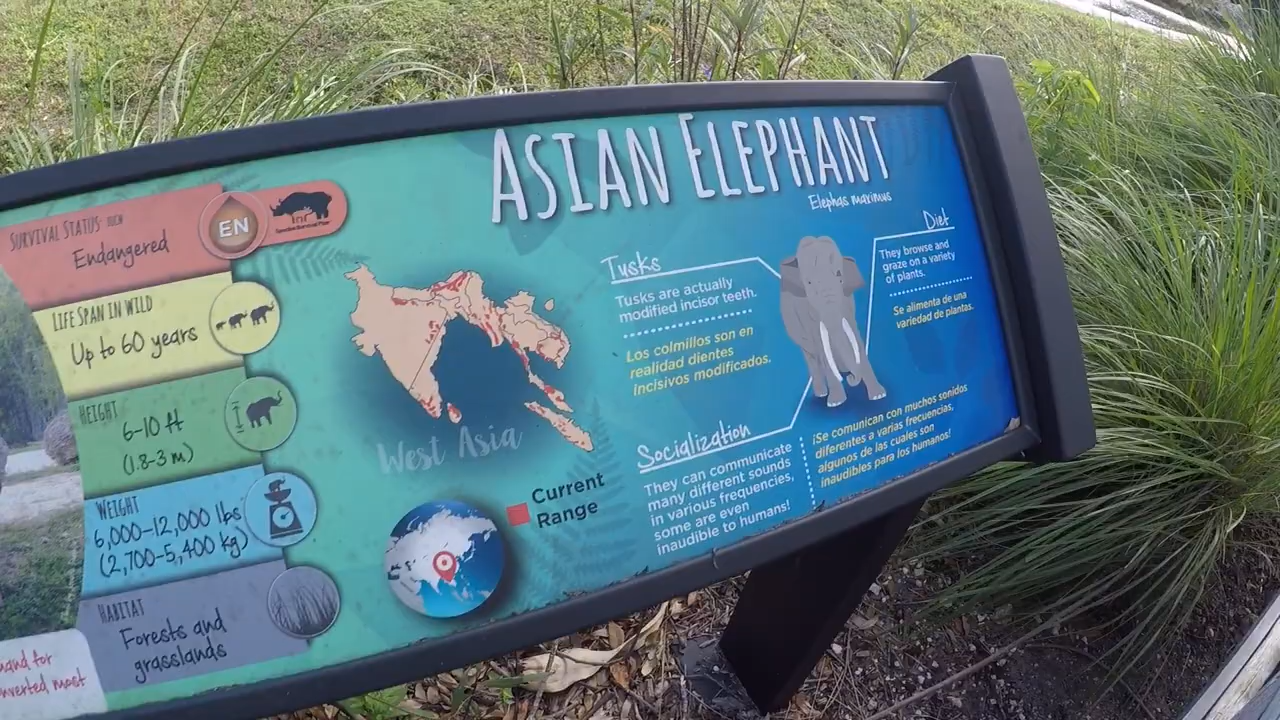 ASIAN ELEPHANT
Elephas maximus
SURVIVAL STATUS- IUCN
Endangered
EN
LIFE SPAN IN WILD
Up to 60 years
HEIGHT
6-10 ft
(1.8-3 m)
WEIGHT
6,000-12,000 lbs
(2,700-5,400 kg)
HABITAT
Forests and
grasslands
West Asia
Current
Range
Tusks
Tusks are actually
modified incisor teeth.
Los colmillos son en
realidad dientes
incisivos modificados.
Diet
They browse and
graze on a variety
of plants.
Se alimenta de una
variedad de plantas.
Socialization
They can communicate
many different sounds
in various frequencies,
some are even
inaudible to humans!
¡Se comunican con muchos sonidos
diferentes a varias frecuencias,
algunos de las cuales son
inaudibles para los humanos!
for
most